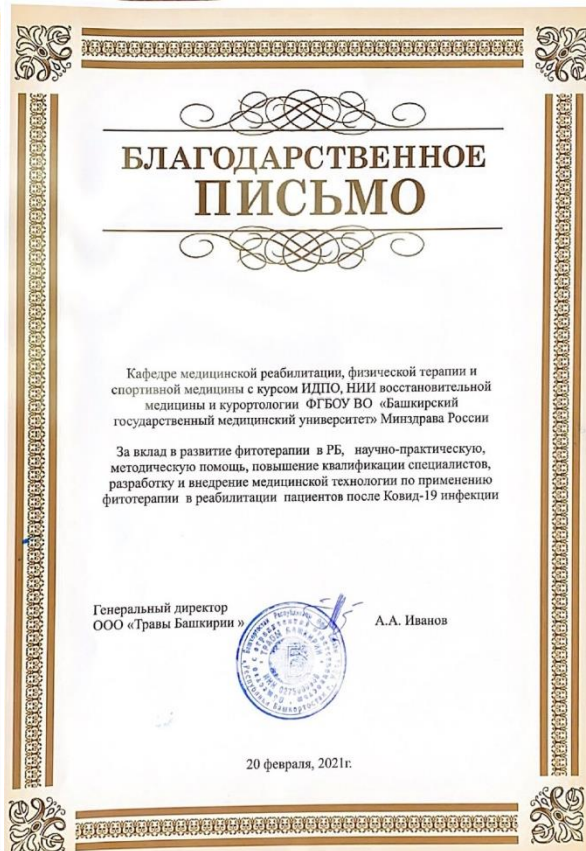 БЛАГОДАРСТВЕННОЕ
ПИСЬМО
Кафедре медицинской реабилитации, физической терапии и
спортивной медицины с курсом ИДПО, НИИ восстановительной
медицины и курортологии ФГБОУ ВО «Башкирский
государственный медицинский университет» Минздрава России
За вклад в развитие фитотерапии в РБ, научно-практическую,
методическую помощь, повышение квалификации специалистов,
разработку и внедрение медицинской технологии по применению
фитотерапии в реабилитации пациентов после Ковид-19 инфекции
Генеральный директор
ООО «Травы Башкирии »
А.А. Иванов
ТРАВЫ БАШКИРИИ
20 февраля, 2021г.